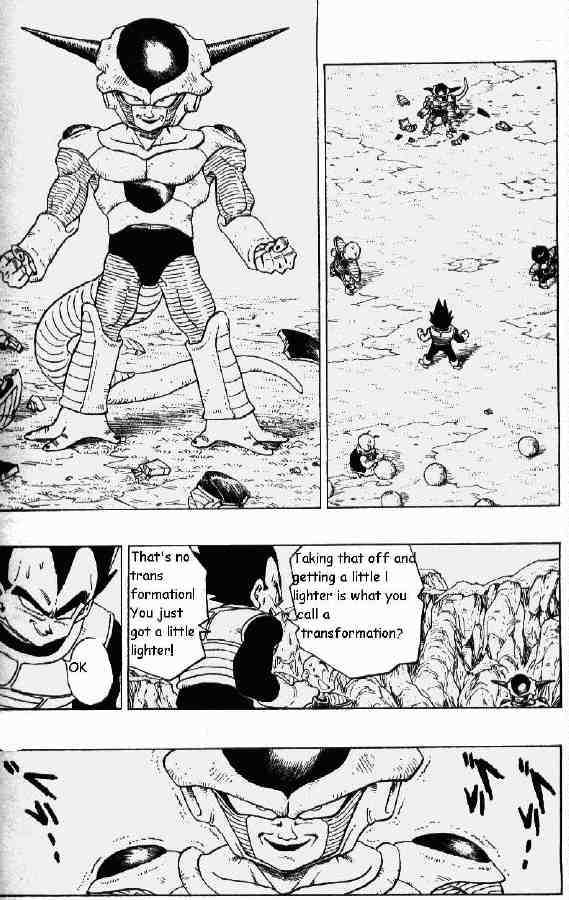 Taking that off and
getting a little l
lighter is what you
call a
transformation?
That's no
trans
formation!
You just
got a little
lighter!
OK